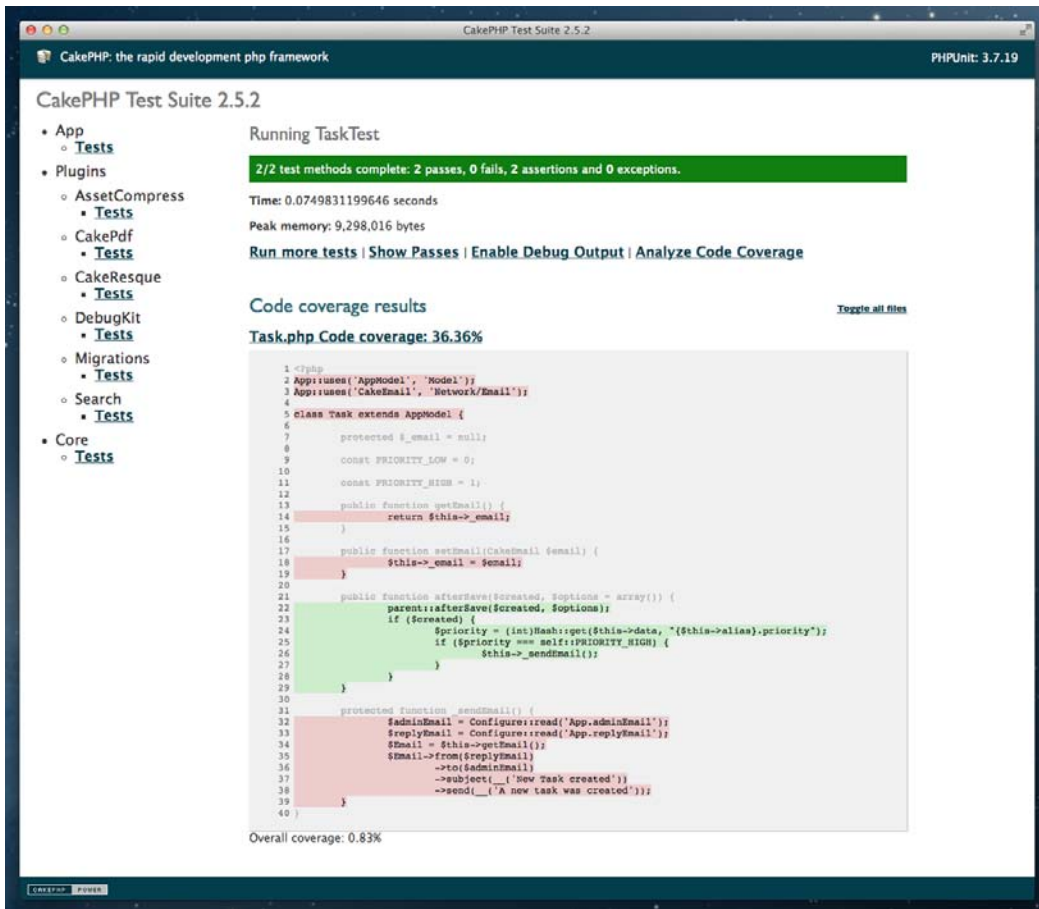 CakePHP Test Suite 2.5.2
CakePHP: the rapid development php framework
PHPUnit: 3.7.19
CakePHP Test Suite 2.5.2
App
Tests
Plugins
AssetCompress
Tests
CakePdf
Tests
CakeResque
Tests
DebugKit
Tests
Migrations
Tests
Search
Tests
Core
Tests
Running TaskTest
2/2 test methods complete: 2 passes, 0 fails, 2 assertions and 0 exceptions.
Time: 0.0749831199646 seconds
Peak memory: 9,298,016 bytes
Run more tests | Show Passes | Enable Debug Output | Analyze Code Coverage
Code coverage results
Toggle all files
Task.php Code coverage: 36.36%
1 <?php
2 App::uses('AppModel', 'Model');
3 App::uses('CakeEmail', 'Network/Email');
4
5 class Task extends AppModel {
6
7 protected $_email = null;
8
9 const PRIORITY_LOW = 0;
10
11 const PRIORITY_HIGH = 1;
12
13 public function getEmail() {
14 return $this->_email;
15 }
16
17 public function setEmail(CakeEmail $email) {
18 $this->_email = $email;
19 }
20
21 public function afterSave($created, $options = array()) {
22 parent::afterSave($created, $options);
23 if ($created) {
24 $priority = (int)Hash::get($this->data, "{$this->alias}.priority");
25 if ($priority === self::PRIORITY_HIGH) {
26 $this->_sendEmail();
27 }
28 }
29 }
30
31 protected function _sendEmail() {
32 $adminEmail = Configure::read('App.adminEmail');
33 $replyEmail = Configure::read('App.replyEmail');
34 $Email = $this->getEmail();
35 $Email->from($replyEmail)
36 ->to($adminEmail)
37 ->subject(__('New Task created'))
38 ->send(__('A new task was created'));
39 }
40 }
Overall coverage: 0.83%
CAKEPHP POWER